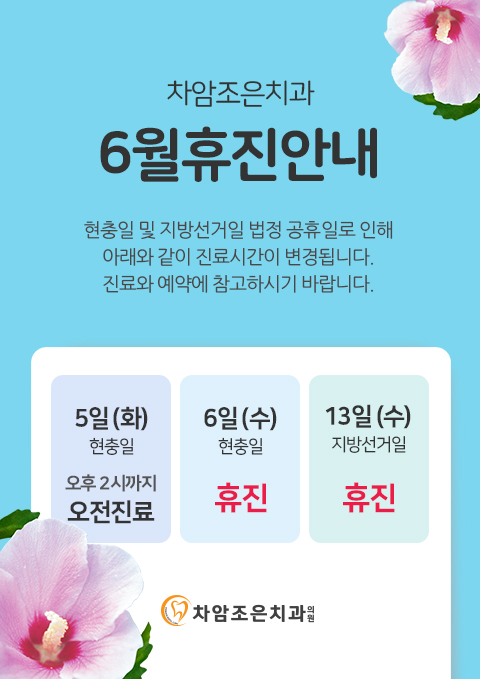 차암조은치과
6월휴진안내
현충일 및 지방선거일 법정 공휴일로 인해
아래와 같이 진료시간이 변경됩니다.
진료와 예약에 참고하시기 바랍니다.
5일(화)
현충일
오후 2시까지
오전진료
6일(수)
현충일
휴진
13일(수)
지방선거일
휴진
차암조은치과의원